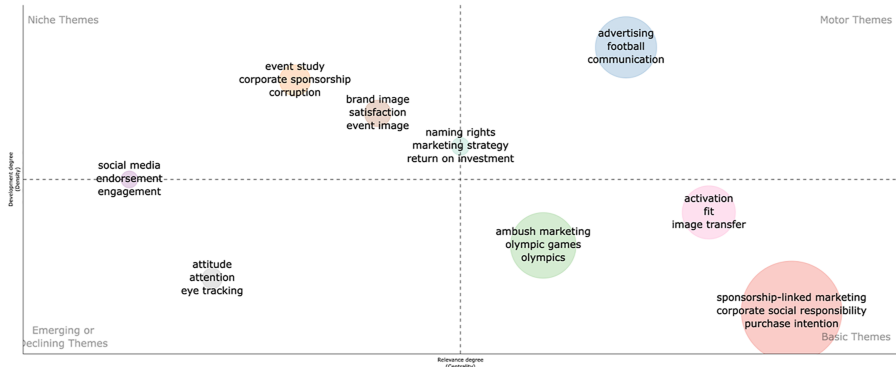 Niche Themes
Motor Themes
advertising
football
communication
event study
corporate sponsorship
corruption
brand image
satisfaction
event image
naming rights
marketing strategy
return on investment
social media
endorsement
engagement
Development degree
(Density)
activation
fit
image transfer
ambush marketing
olympic games
olympics
attitude
attention
eye tracking
sponsorship-linked marketing
corporate social responsibility
purchase intention
Emerging or
Declining Themes
Basic Themes
Relevance degree
(Centrality)